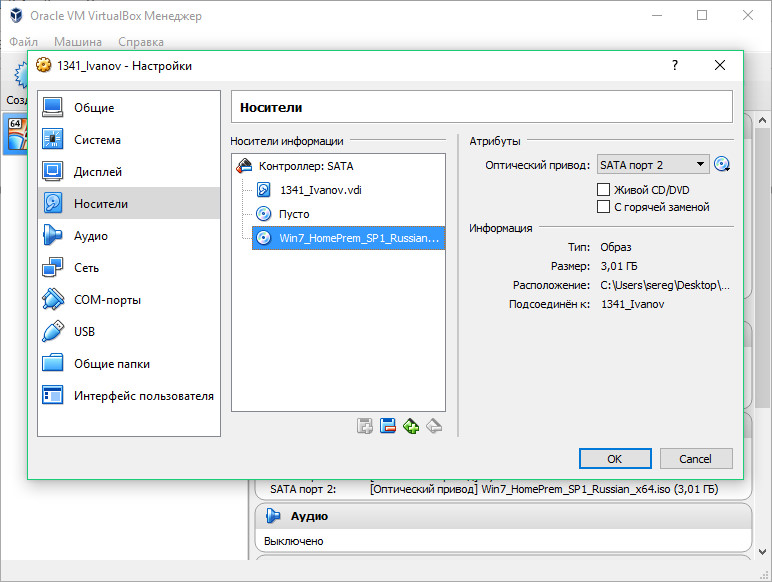 Oracle VM VirtualBox Менеджер
Файл Машина Справка
1341_Ivanov - Настройки
Созд
64
Общие
Система
Дисплей
Носители
Аудио
Сеть
COM-порты
USB
Общие папки
Интерфейс пользователя
Носители
Носители информации
Контроллер: SATA
1341_Ivanov.vdi
Пусто
Win7_HomePrem_SP1_Russian...
Атрибуты
Оптический привод: SATA порт 2
Живой CD/DVD
С горячей заменой
Информация
Тип: Образ
Размер: 3,01 ГБ
Расположение: C:\Users\sereg\Desktop\...
Подсоединён к: 1341_Ivanov
OK Cancel
SATA порт 2: [Оптический привод] Win7_HomePrem_SP1_Russian_x64.iso (3,01 ГБ)
Аудио
Выключено